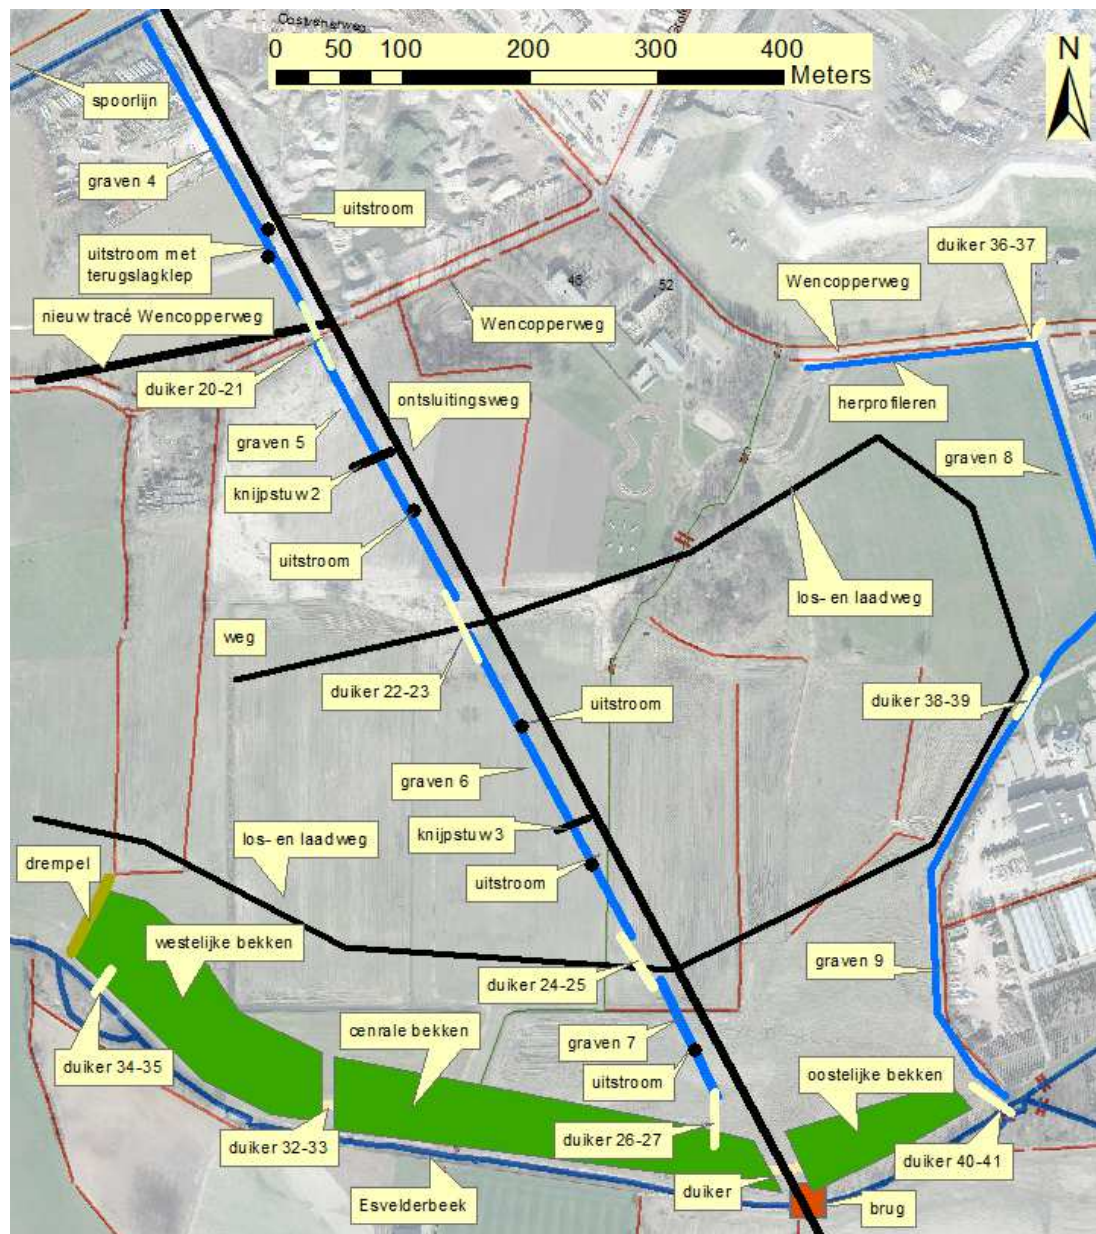 Oostvenerweg
0 50 100 200 300 400
Meters
N
spoorlijn
graven 4
uitstroom
uitstroom met
terugslagklep
duiker 36-37
Wencopperweg
46
52
nieuw tracé Wencopperweg
Wencopperweg
duiker 20-21
ontsluitingsweg
herprofileren
graven 5
graven 8
knijpstuw 2
uitstroom
los- en laadweg
weg
duiker 22-23
uitstroom
duiker 38-39
graven 6
knijpstuw 3
los- en laadweg
drempel
uitstroom
westelijke bekken
graven 9
duiker 24-25
cenrale bekken
graven 7
duiker 34-35
uitstroom
oostelijke bekken
duiker 32-33
duiker 26-27
duiker 40-41
Esvelderbeek
duiker
brug